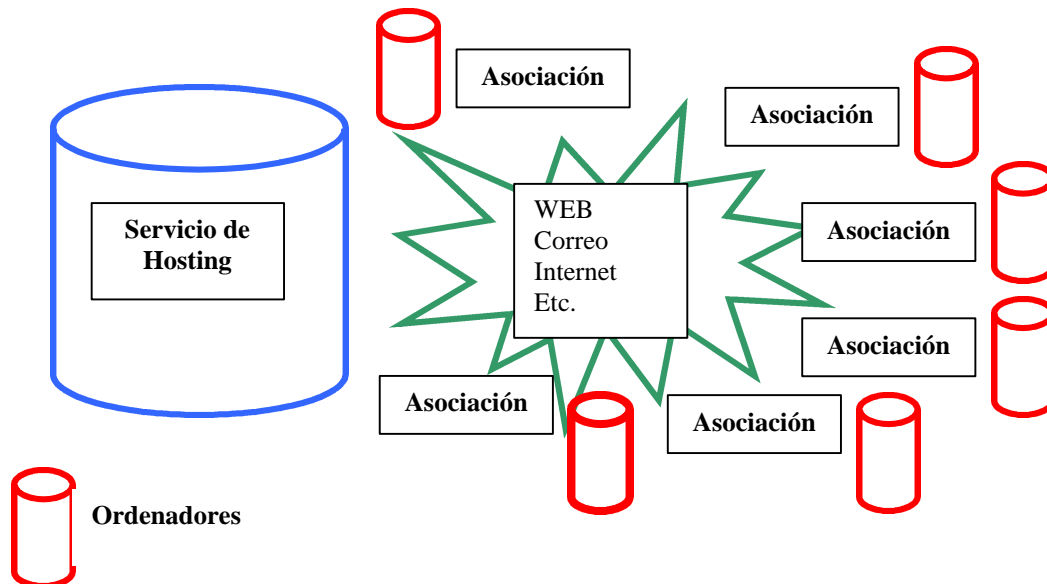 Asociación
Asociación
Servicio de
Hosting
WEB
Correo
Internet
Etc.
Asociación
Asociación
Asociación
Asociación
Ordenadores